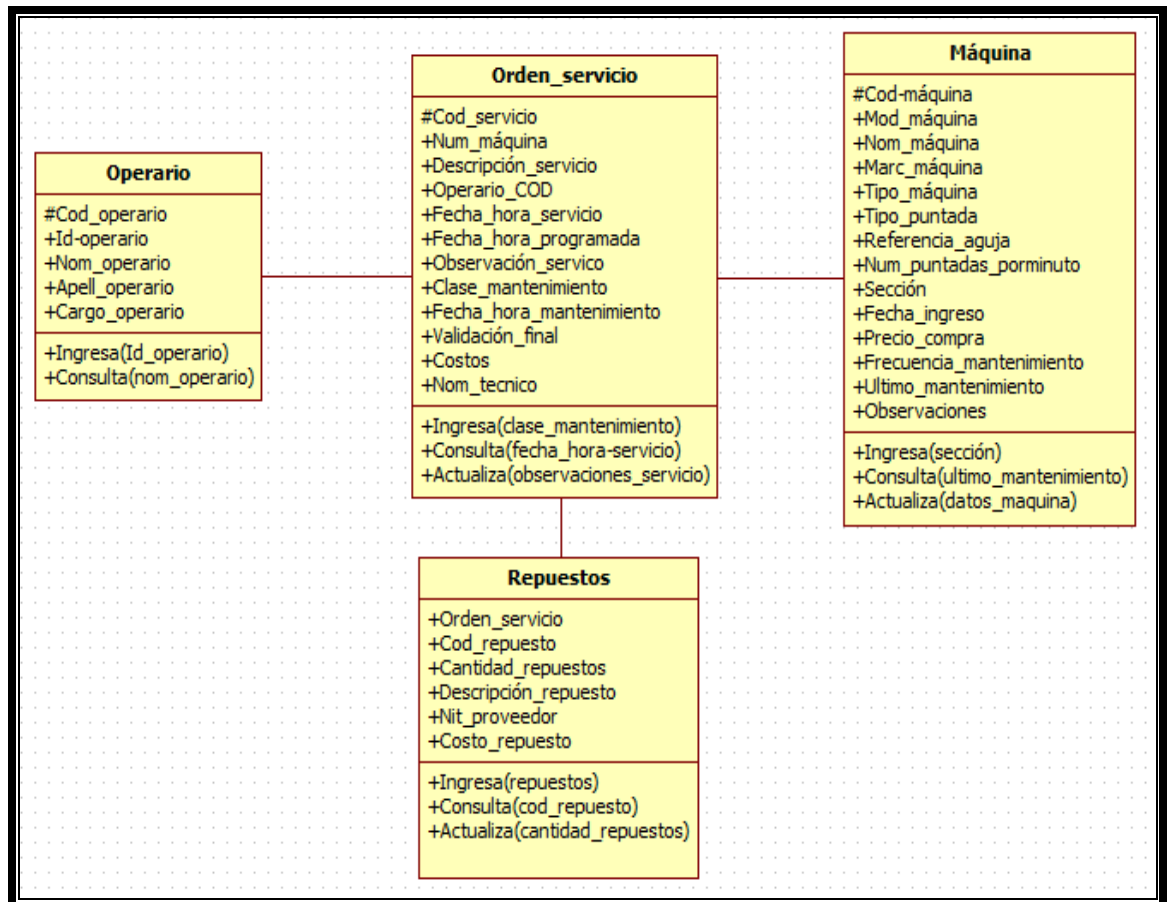 Operario
#Cod_operario
+Id-operario
+Nom_operario
+Apell_operario
+Cargo_operario
+Ingresa(Id_operario)
+Consulta(nom_operario)
Orden_servicio
#Cod_servicio
+Num_máquina
+Descripción_servicio
+Operario_COD
+Fecha_hora_servicio
+Fecha_hora_programada
+Observación_servico
+Clase_mantenimiento
+Fecha_hora_mantenimiento
+Validación_final
+Costos
+Nom_tecnico
+Ingresa(clase_mantenimiento)
+Consulta(fecha_hora-servicio)
+Actualiza(observaciones_servicio)
Máquina
#Cod-máquina
+Mod_máquina
+Nom_máquina
+Marc_máquina
+Tipo_máquina
+Tipo_puntada
+Referencia_aguja
+Num_puntadas_porminuto
+Sección
+Fecha_ingreso
+Precio_compra
+Frecuencia_mantenimiento
+Ultimo_mantenimiento
+Observaciones
+Ingresa(sección)
+Consulta(ultimo_mantenimiento)
+Actualiza(datos_maquina)
Repuestos
+Orden_servicio
+Cod_repuesto
+Cantidad_repuestos
+Descripción_repuesto
+Nit_proveedor
+Costo_repuesto
+Ingresa(repuestos)
+Consulta(cod_repuesto)
+Actualiza(cantidad_repuestos)